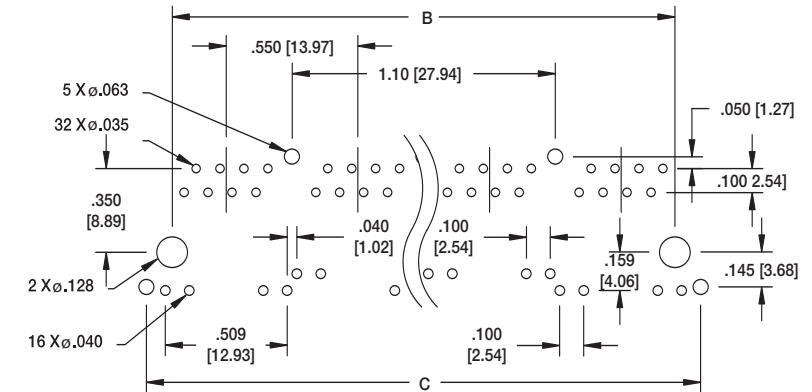 B
.550 [13.97]
1.10 [27.94]
5 X ø.063
.050 [1.27]
32 X ø.035
.100 2.54]
.350
[8.89]
.040
[1.02]
.100
[2.54]
.159
[4.06]
.145 [3.68]
2 X ø.128
16 X ø.040
.509
[12.93]
.100
[2.54]
C